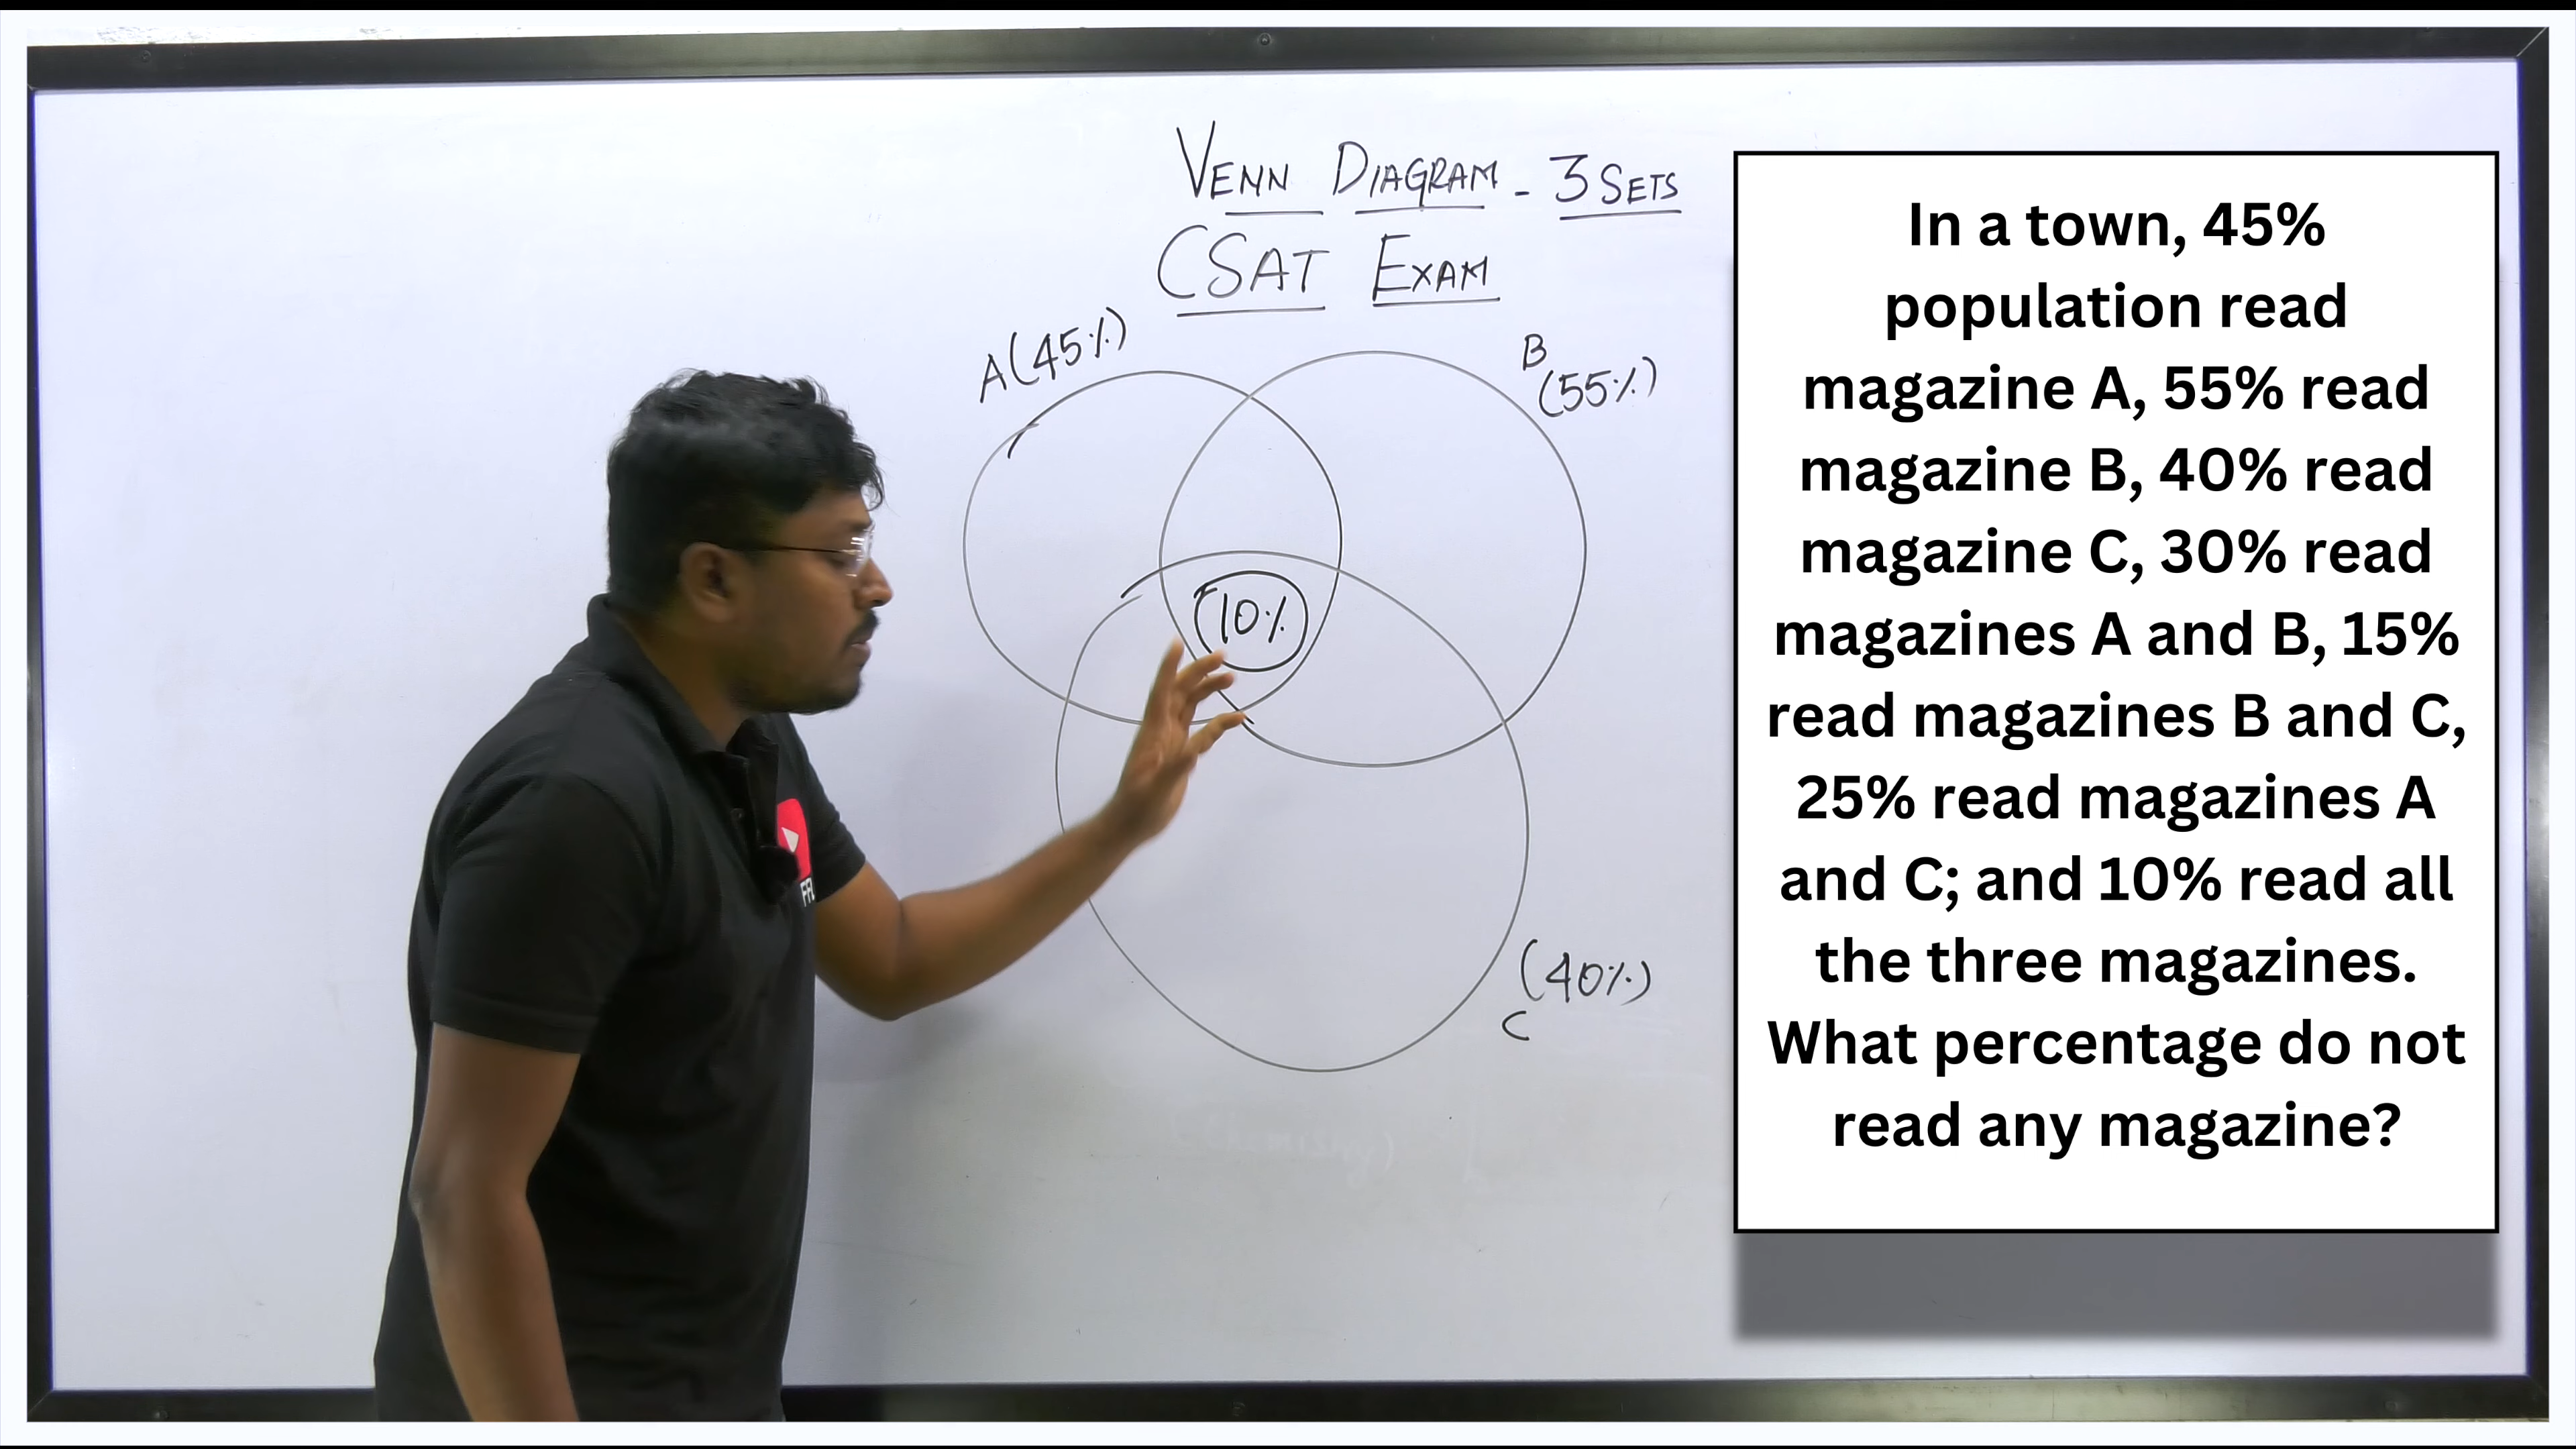 VENN DIAGRAM - 3 SETS
CSAT EXAM
A(45%)
B
(55%)
10%
(40%)
C
In a town, 45%
population read
magazine A, 55% read
magazine B, 40% read
magazine C, 30% read
magazines A and B, 15%
read magazines B and C,
25% read magazines A
and C; and 10% read all
the three magazines.
What percentage do not
read any magazine?